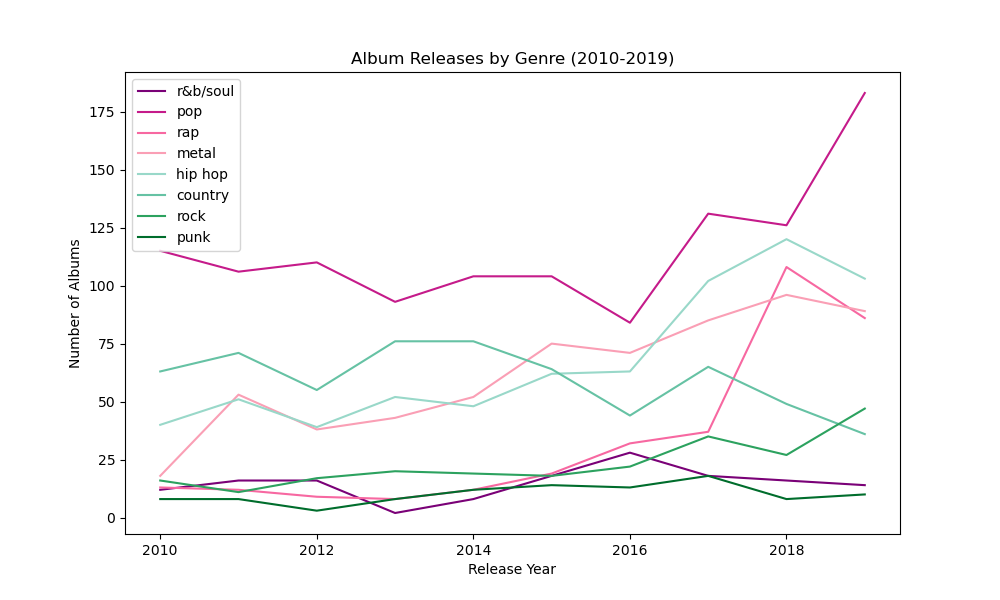 Album Releases by Genre (2010-2019)
r&b/soul
pop
rap
metal
hip hop
country
rock
punk
175
150
125
100
75
50
25
0
Number of Albums
2010
2012
2014
2016
2018
Release Year